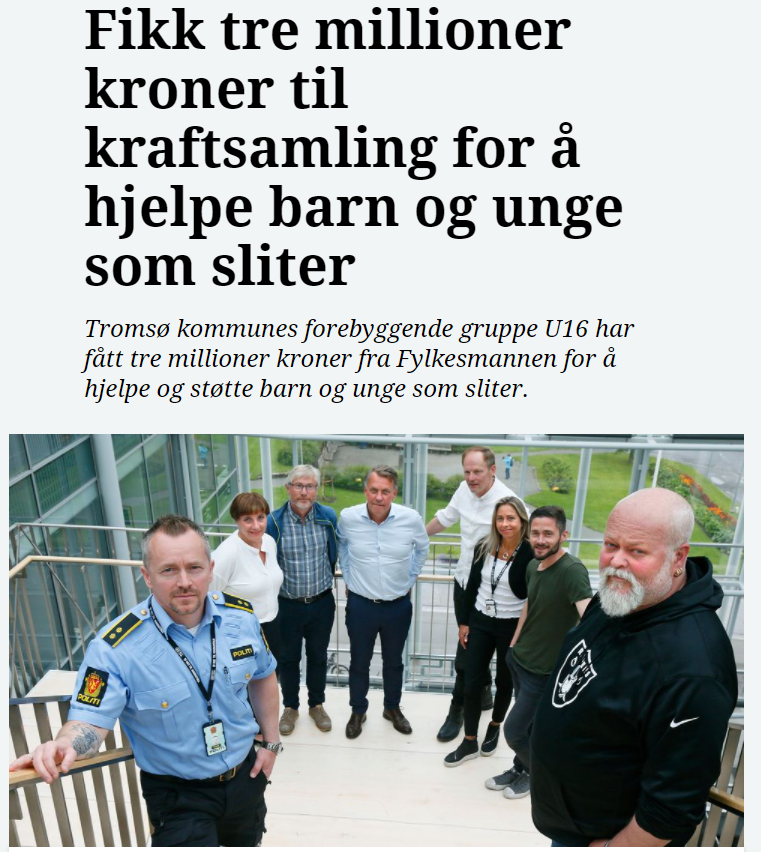 Fikk tre millioner
kroner til
kraftsamling for å
hjelpe barn og unge
som sliter
Tromsø kommunes forebyggende gruppe U16 har
fått tre millioner kroner fra Fylkesmannen for å
hjelpe og støtte barn og unge som sliter.
POLITI
POLITI